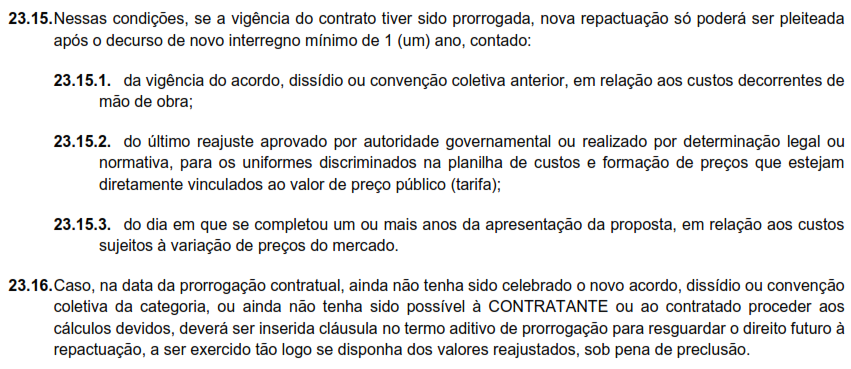 23.15.Nessas condições, se a vigência do contrato tiver sido prorrogada, nova repactuação só poderá ser pleiteada
após o decurso de novo interregno mínimo de 1 (um) ano, contado:
23.15.1. da vigência do acordo, dissídio ou convenção coletiva anterior, em relação aos custos decorrentes de
mão de obra;
23.15.2. do último reajuste aprovado por autoridade governamental ou realizado por determinação legal ou
normativa, para os uniformes discriminados na planilha de custos e formação de preços que estejam
diretamente vinculados ao valor de preço público (tarifa);
23.15.3. do dia em que se completou um ou mais anos da apresentação da proposta, em relação aos custos
sujeitos à variação de preços do mercado.
23.16.Caso, na data da prorrogação contratual, ainda não tenha sido celebrado o novo acordo, dissídio ou convenção
coletiva da categoria, ou ainda não tenha sido possível à CONTRATANTE ou ao contratado proceder aos
cálculos devidos, deverá ser inserida cláusula no termo aditivo de prorrogação para resguardar o direito futuro à
repactuação, a ser exercido tão logo se disponha dos valores reajustados, sob pena de preclusão.